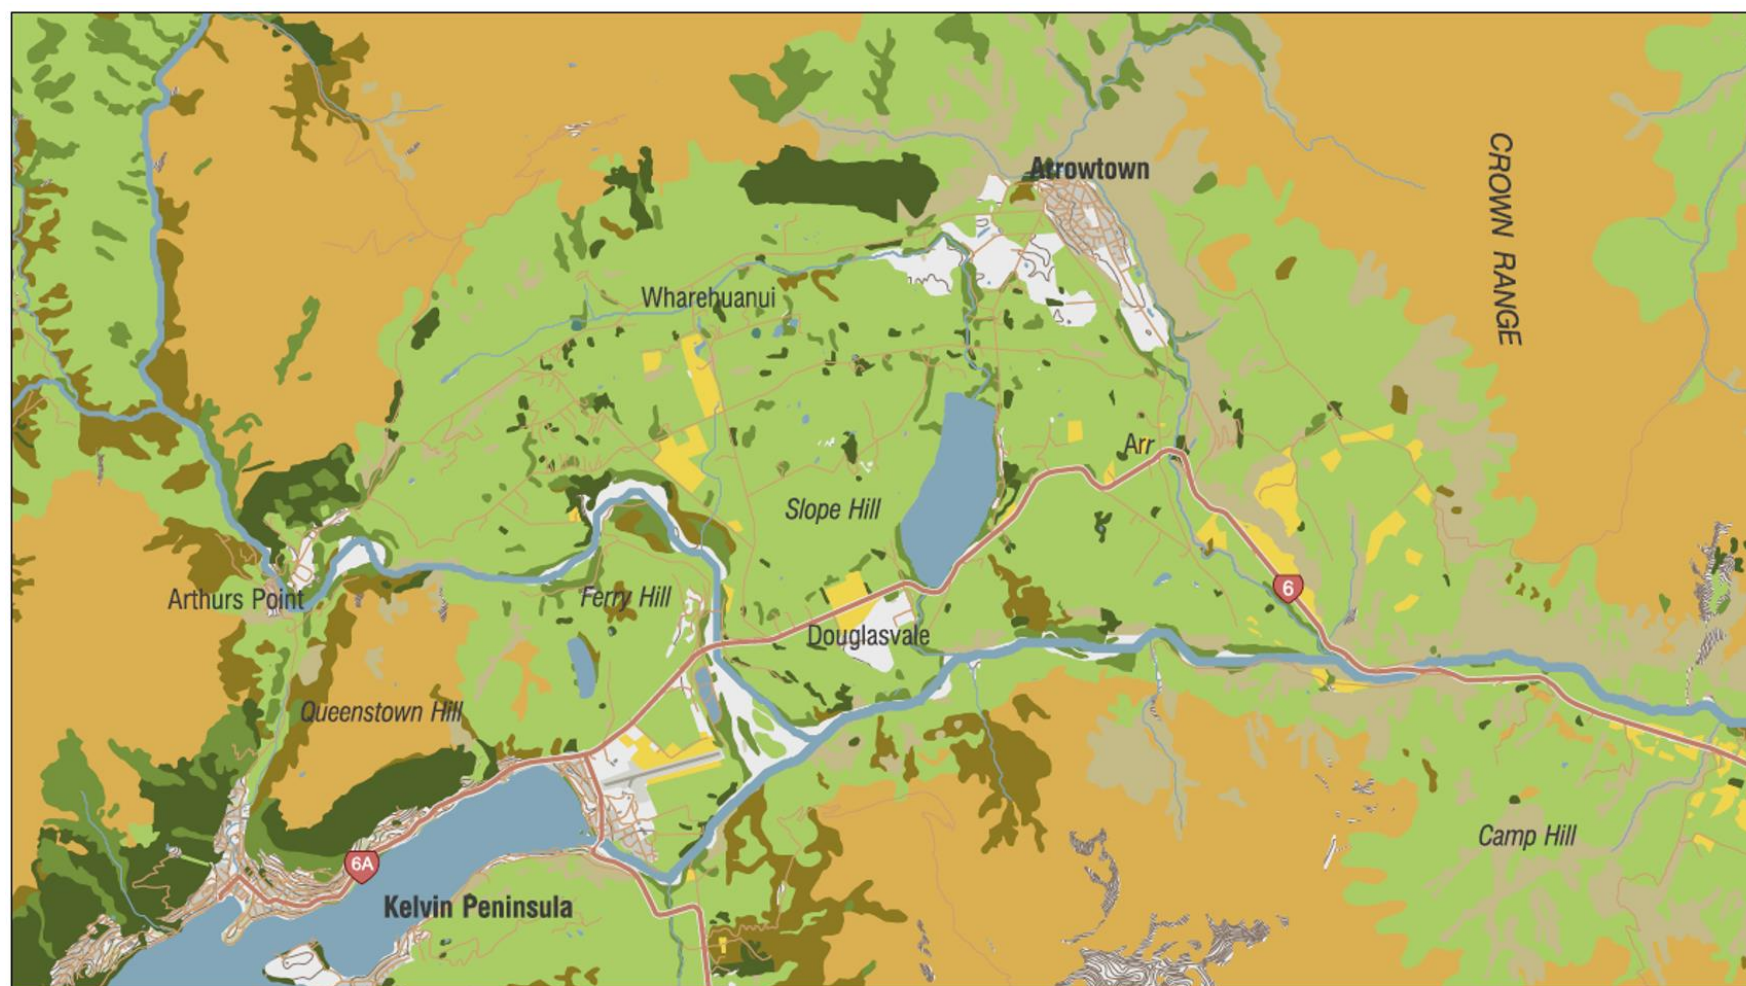 Arrowtown
CROWN RANGE
Wharehuanui
Arr
Slope Hill
6
Arthurs Point
Ferry Hill
Douglasvale
Queenstown Hill
Camp Hill
6A
Kelvin Peninsula